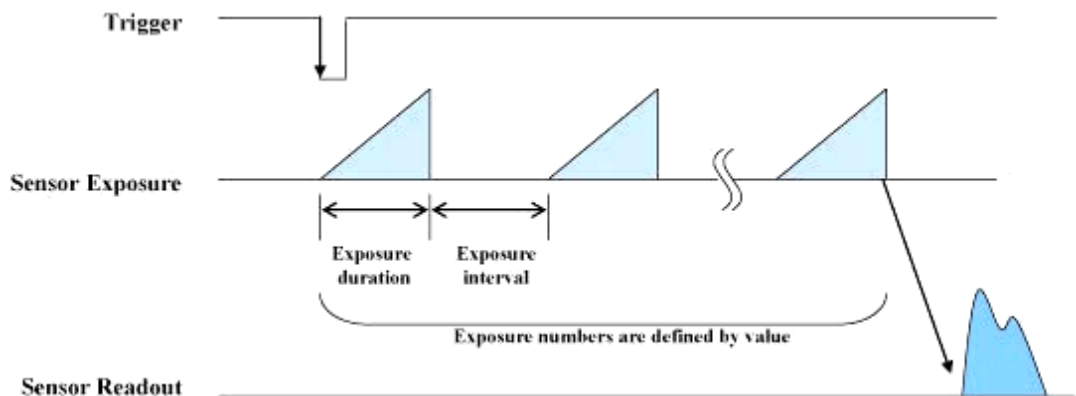 Trigger
Sensor Exposure
Exposure
duration
Exposure
interval
Exposure numbers are defined by value
Sensor Readout